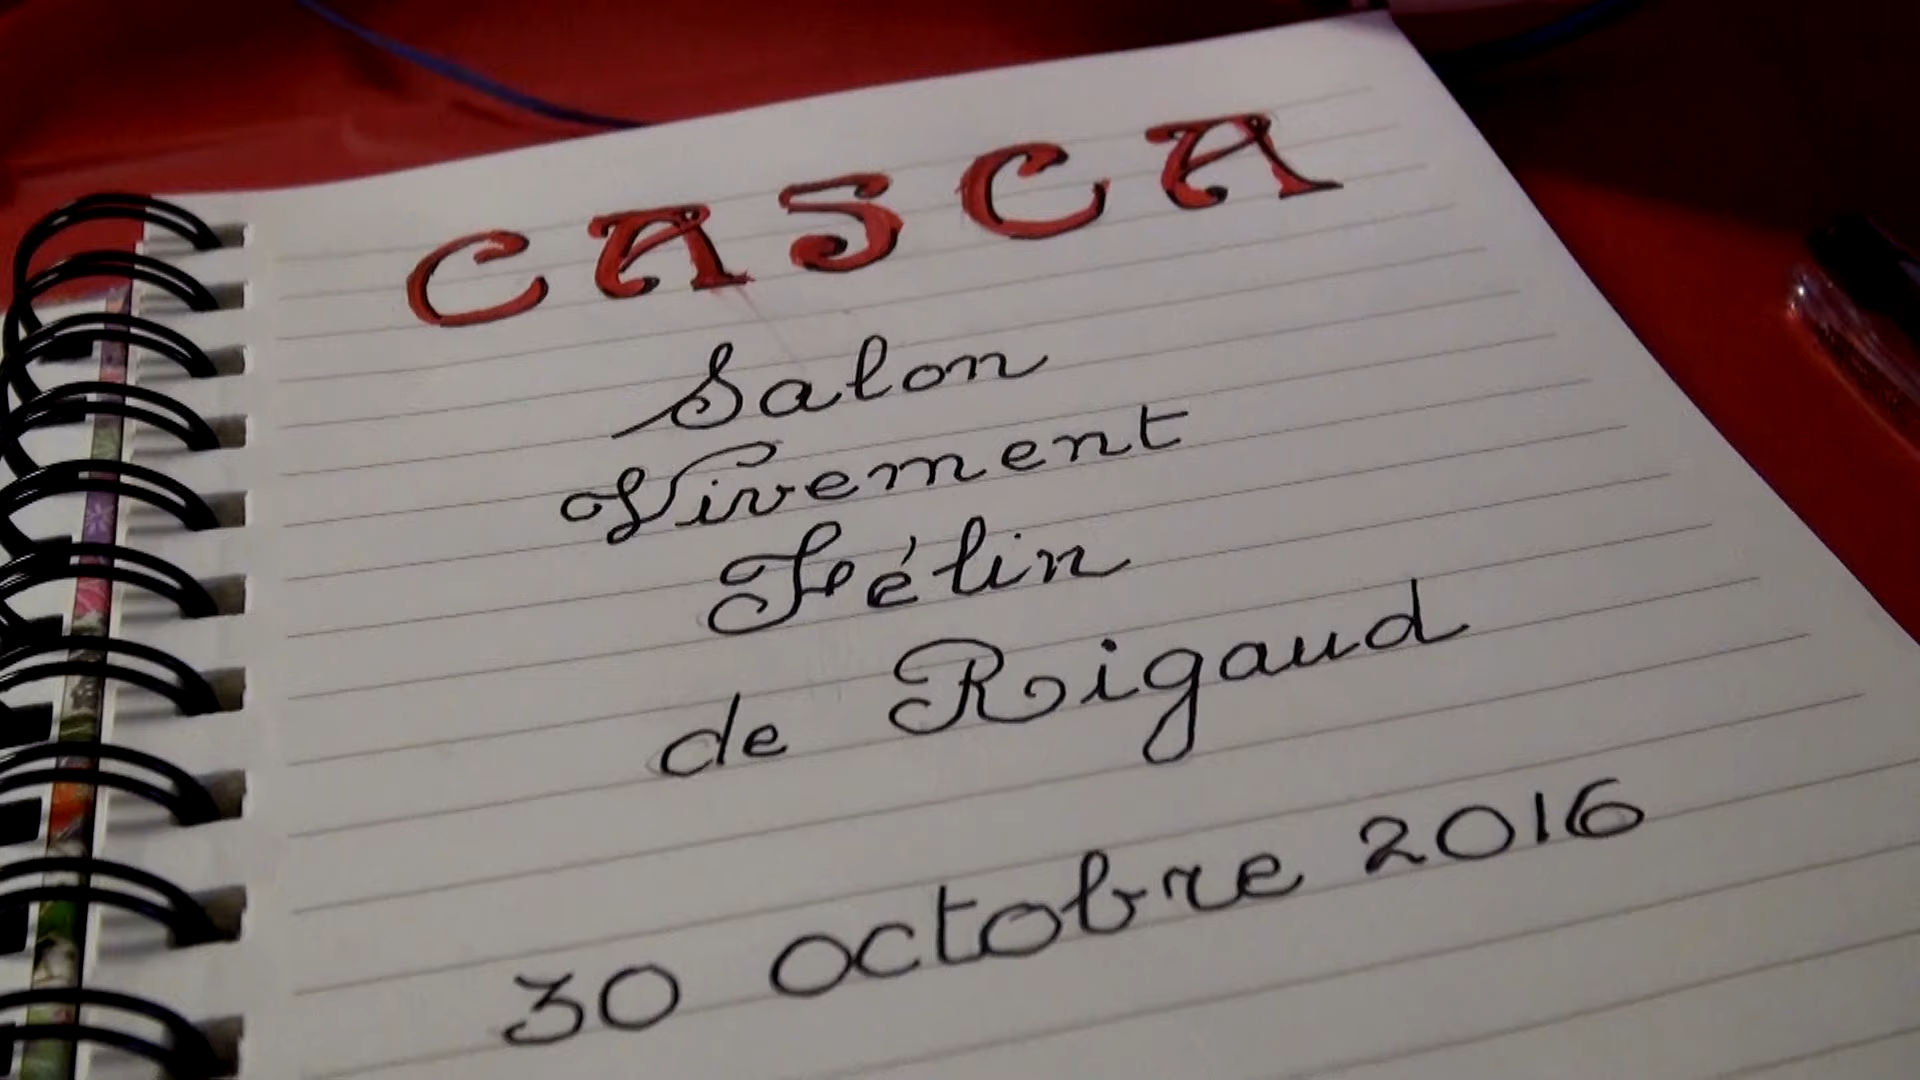 CASCA
Salon
Vivement
Félin
de Rigaud
30 octobre 2016